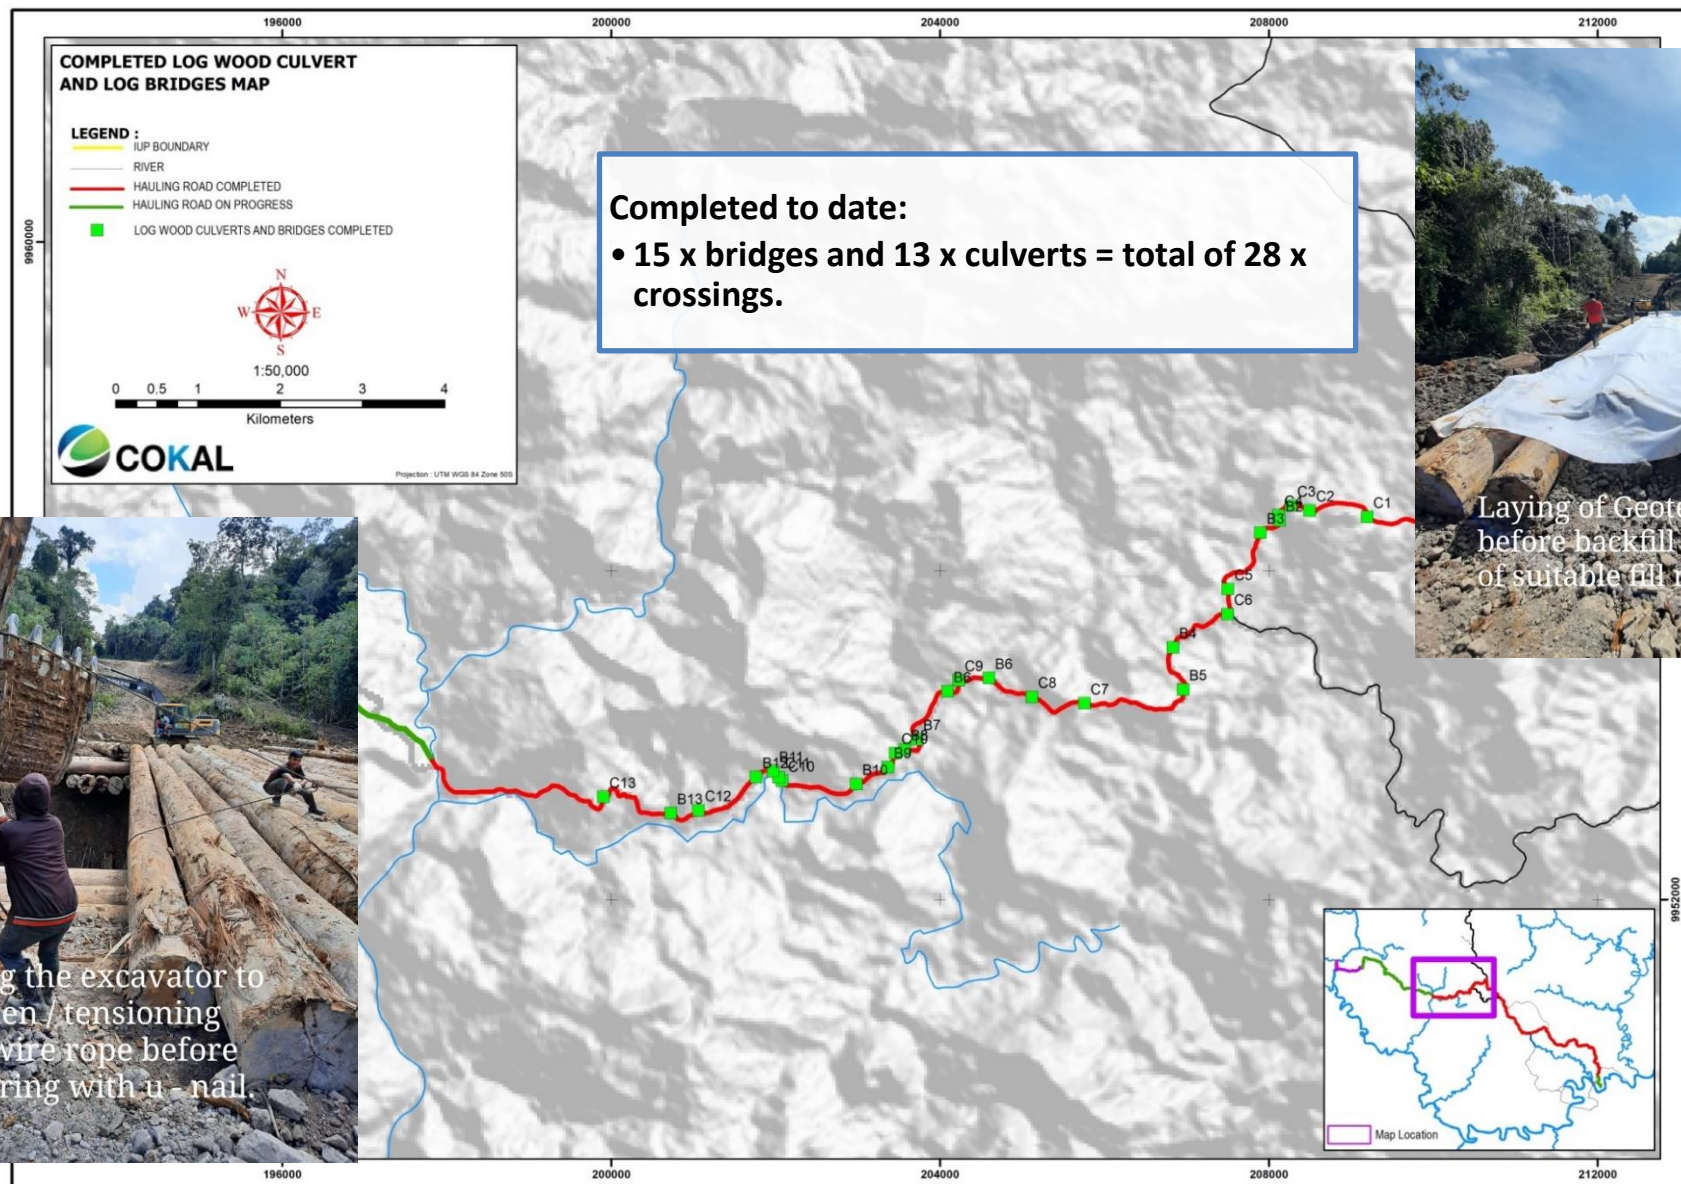 196000
200000
204000
208000
212000
COMPLETED LOG WOOD CULVERT
AND LOG BRIDGES MAP
LEGEND :
IUP BOUNDARY
RIVER
HAULING ROAD COMPLETED
HAULING ROAD ON PROGRESS
LOG WOOD CULVERTS AND BRIDGES COMPLETED
N
W E
S
1:50,000
0 0.5 1 2 3 4
Kilometers
COKAL
Projection : UTM WGS 84 Zone 50S
9960000
Completed to date:
• 15 x bridges and 13 x culverts = total of 28 x
crossings.
Laying of Geote
before backfill
of suitable fill
C3
C2
C1
B2
B3
C5
C6
B4
B5
C9
B6
B6
C8
C7
B7
B9
B10
B11
B12
C10
C13
B13
C12
9952000
g the excavator to
en / tensioning
wire rope before
ring with u - nail.
Map Location
196000
200000
204000
208000
212000